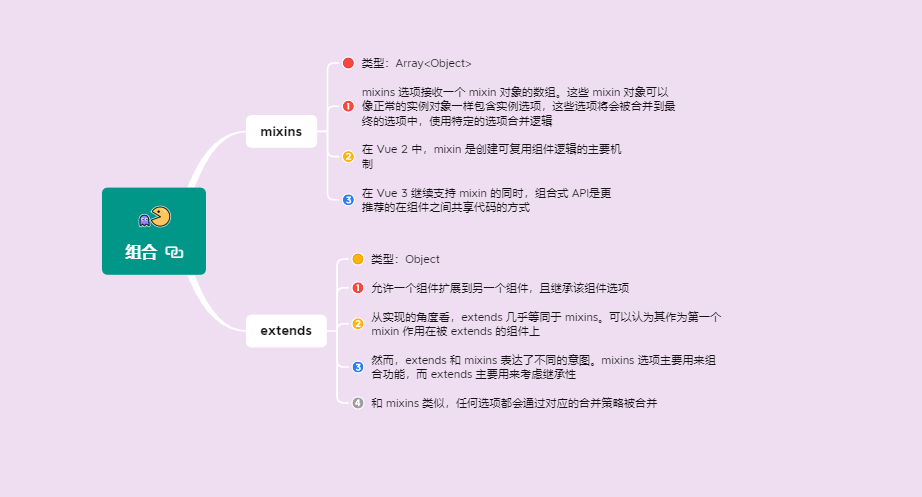 组合
mixins
类型：Array<Object>
1
mixins 选项接收一个 mixin 对象的数组。这些 mixin 对象可以
像正常的实例对象一样包含实例选项，这些选项将会被合并到最
终的选项中，使用特定的选项合并逻辑
2
在 Vue 2 中，mixin 是创建可复用组件逻辑的主要机
制
3
在 Vue 3 继续支持 mixin 的同时，组合式 API是更
推荐的在组件之间共享代码的方式
extends
类型：Object
1
允许一个组件扩展到另一个组件，且继承该组件选项
2
从实现的角度看，extends 几乎等同于 mixins。可以认为其作为第一个
mixin 作用在被 extends 的组件上
3
然而，extends 和 mixins 表达了不同的意图。mixins 选项主要用来组
合功能，而 extends 主要用来考虑继承性
4
和 mixins 类似，任何选项都会通过对应的合并策略被合并